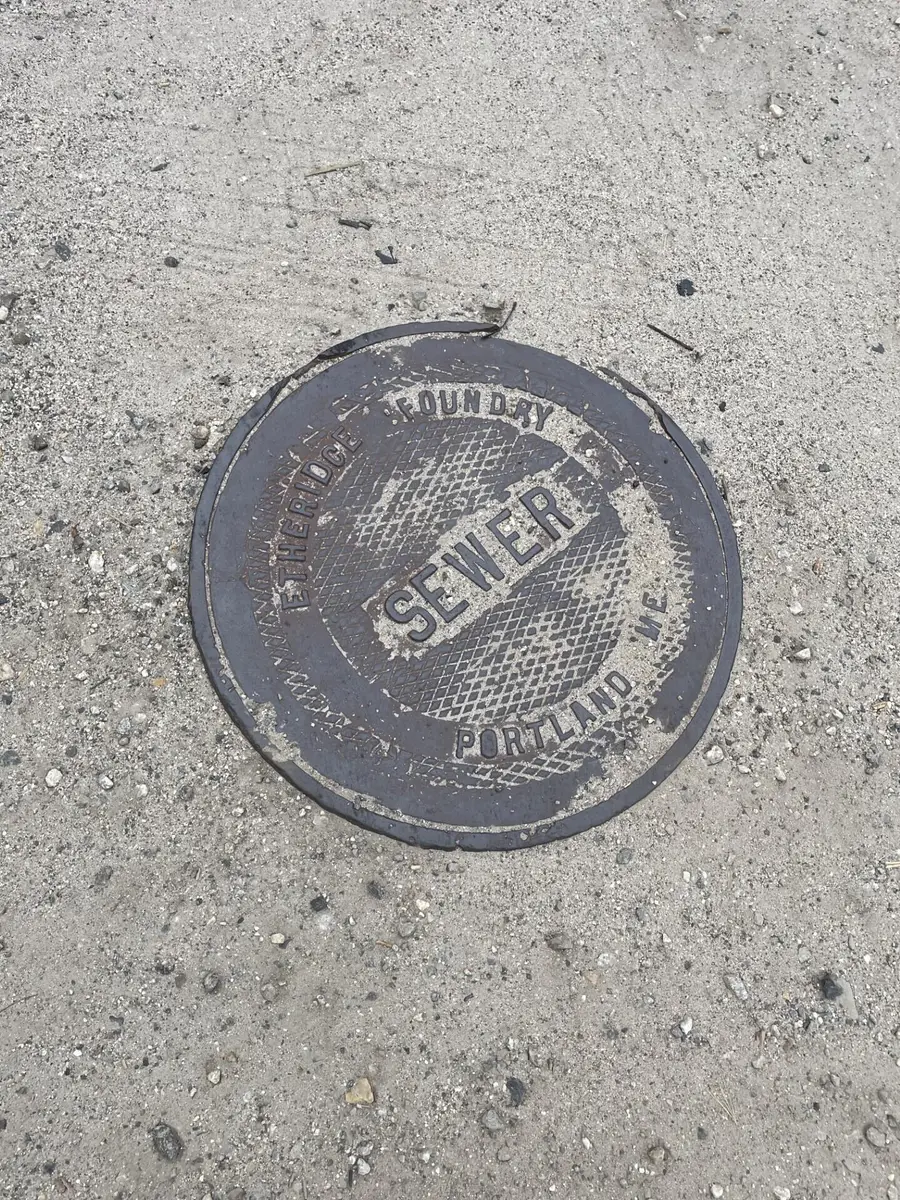 ETHERIDGE FOUNDRY
SEWER
PORTLAND ME.